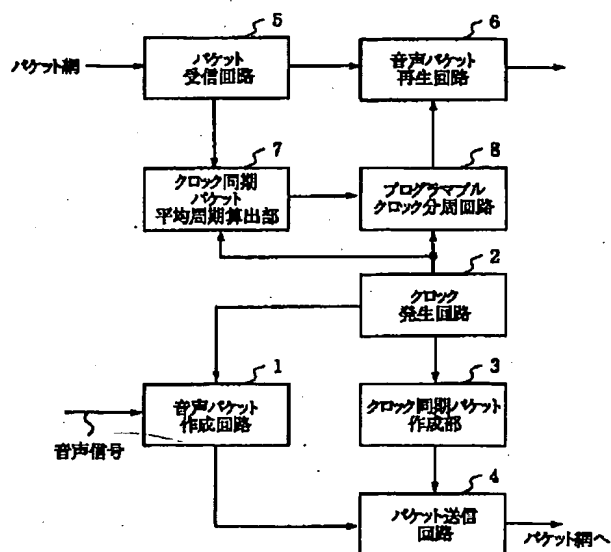 5
6
パケット網
パケット
受信回路
音声パケット
再生回路
7
8
クロック同期
パケット
平均周期算出部
プログラマブル
クロック分周回路
2
クロック
発生回路
1
3
音声パケット
作成回路
クロック同期パケット
作成部
音声信号
4
パケット送信
回路
パケット網へ